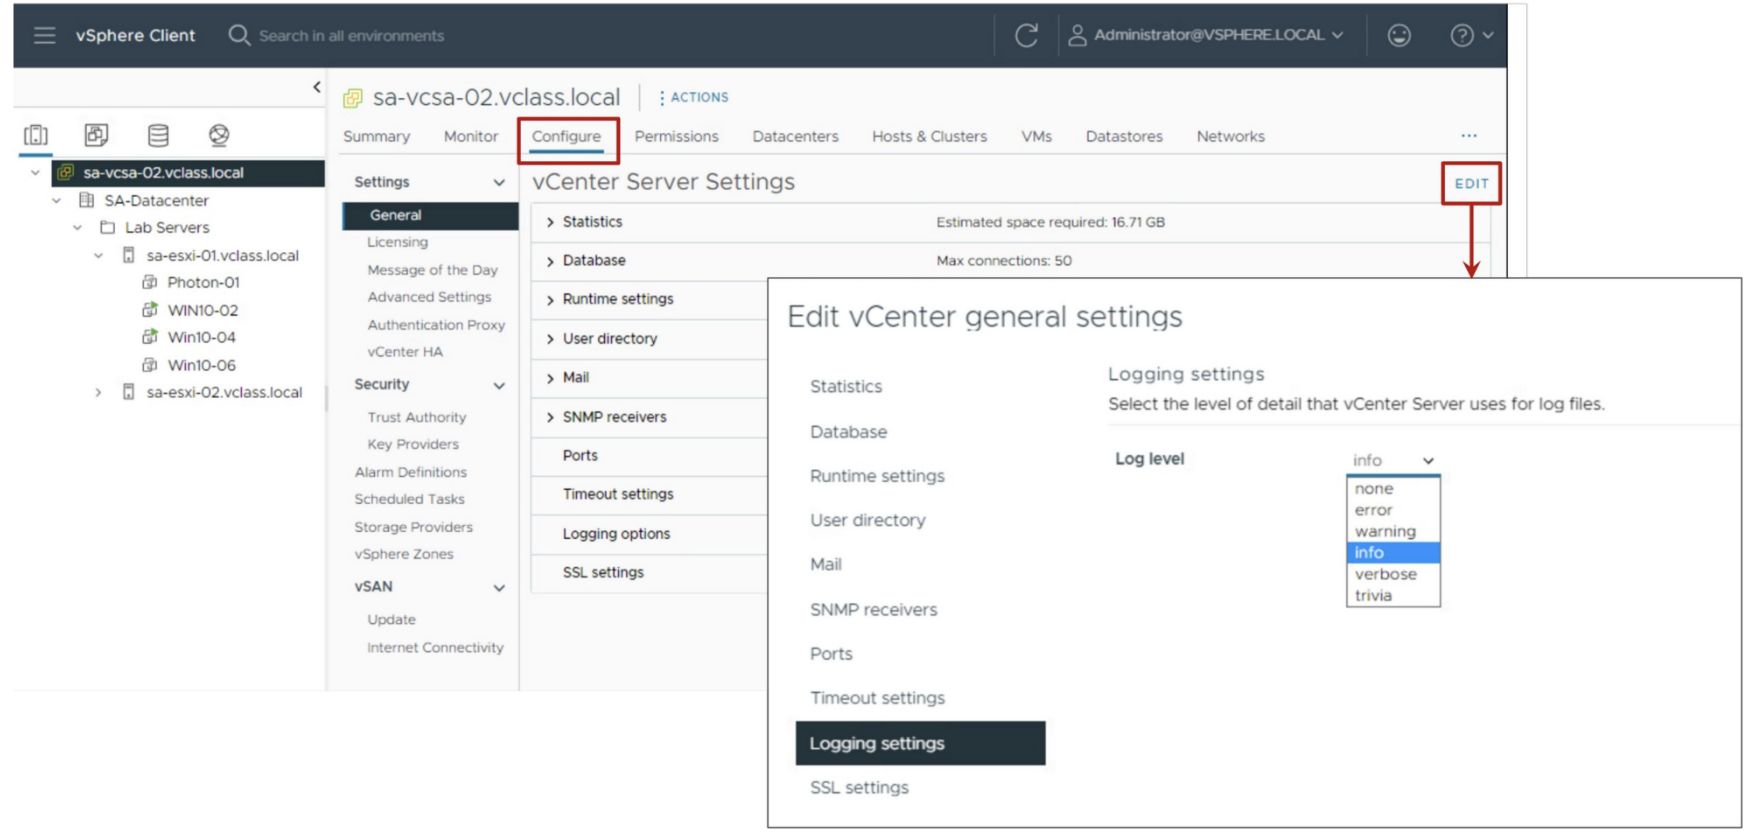 vSphere Client
Search in all environments
Administrator@VSPHERE.LOCAL
sa-vcsa-02.vclass.local
SA-Datacenter
Lab Servers
sa-esxi-01.vclass.local
Photon-01
WIN10-02
Win10-04
Win10-06
sa-esxi-02.vclass.local
sa-vcsa-02.vclass.local
ACTIONS
Summary Monitor Configure Permissions Datacenters Hosts & Clusters VMs Datastores Networks
Settings
General
Licensing
Message of the Day
Advanced Settings
Authentication Proxy
vCenter HA
Security
Trust Authority
Key Providers
Alarm Definitions
Scheduled Tasks
Storage Providers
vSphere Zones
vSAN
Update
Internet Connectivity
vCenter Server Settings
EDIT
Statistics Estimated space required: 16.71 GB
Database Max connections: 50
Runtime settings
User directory
Mail
SNMP receivers
Ports
Timeout settings
Logging options
SSL settings
Edit vCenter general settings
Statistics
Database
Runtime settings
User directory
Mail
SNMP receivers
Ports
Timeout settings
Logging settings
SSL settings
Logging settings
Select the level of detail that vCenter Server uses for log files.
Log level info
none
error
warning
info
verbose
trivia